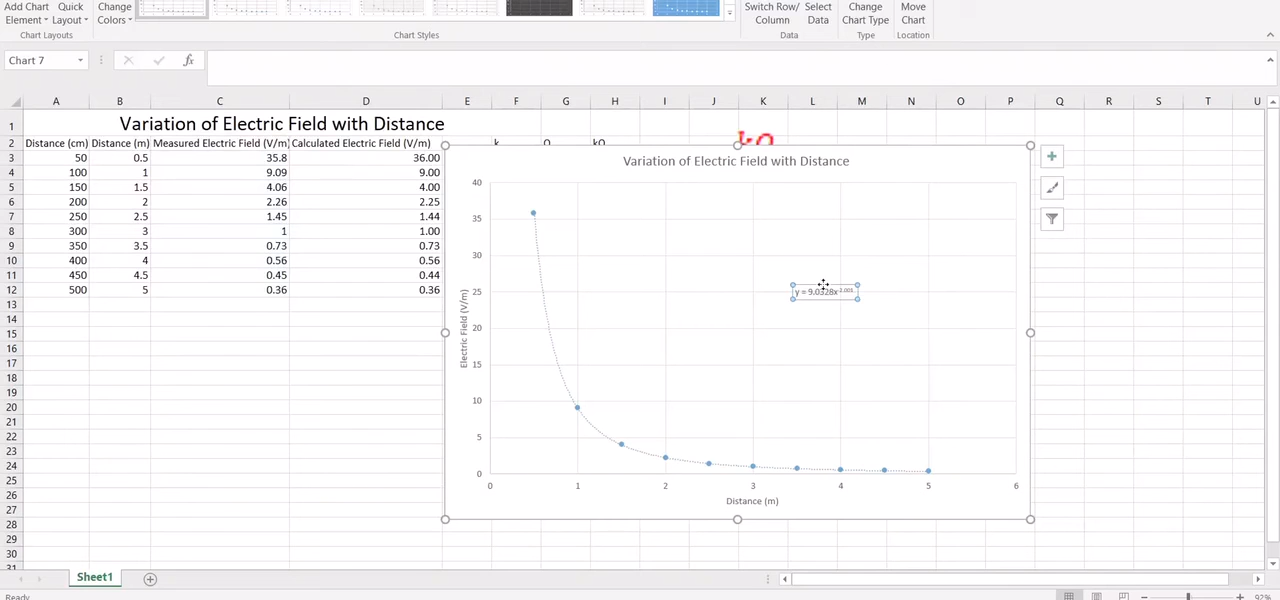 Add Chart Quick Change Switch Row/ Select Change Move
Element Layout Colors Column Data Chart Type Chart
Chart Layouts Chart Styles Data Type Location
Chart 7 fx
A B C D E F G H I J K L M N O P Q R S T U
1 Variation of Electric Field with Distance
2 Distance (cm) Distance (m) Measured Electric Field (V/m) Calculated Electric Field (V/m) k Q kQ kQ
3 50 0.5 35.8 36.00
4 100 1 9.09 9.00
5 150 1.5 4.06 4.00
6 200 2 2.26 2.25
7 250 2.5 1.45 1.44
8 300 3 1 1.00
9 350 3.5 0.73 0.73
10 400 4 0.56 0.56
11 450 4.5 0.45 0.44
12 500 5 0.36 0.36
13
14
15
16
17
18
19
20
21
22
23
24
25
26
27
28
29
30
31
Variation of Electric Field with Distance
40
35
30
25
20
15
10
5
0
Electric Field (V/m)
y = 9.0328x
0 1 2 3 4 5 6
Distance (m)
Sheet1
Ready 92%